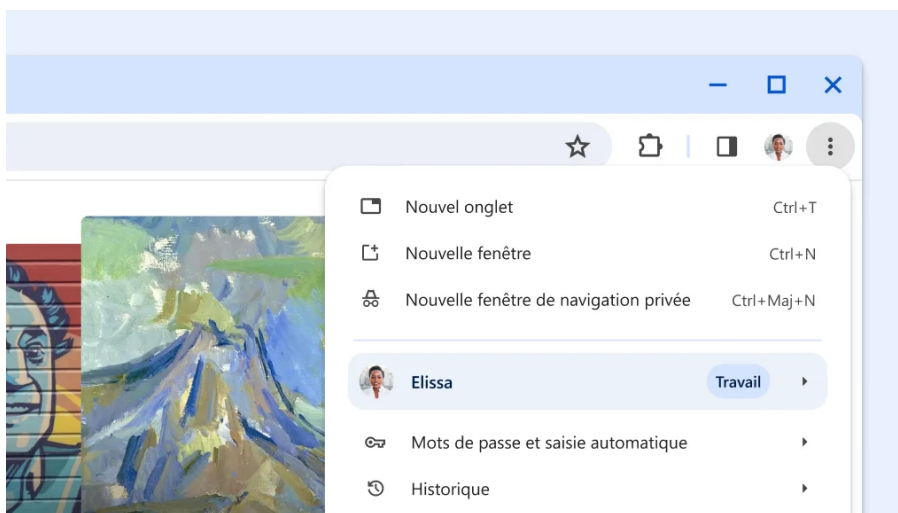 Nouvel onglet Ctrl+T
Nouvelle fenêtre Ctrl+N
Nouvelle fenêtre de navigation privée Ctrl+Maj+N
Elissa Travail
Mots de passe et saisie automatique
Historique